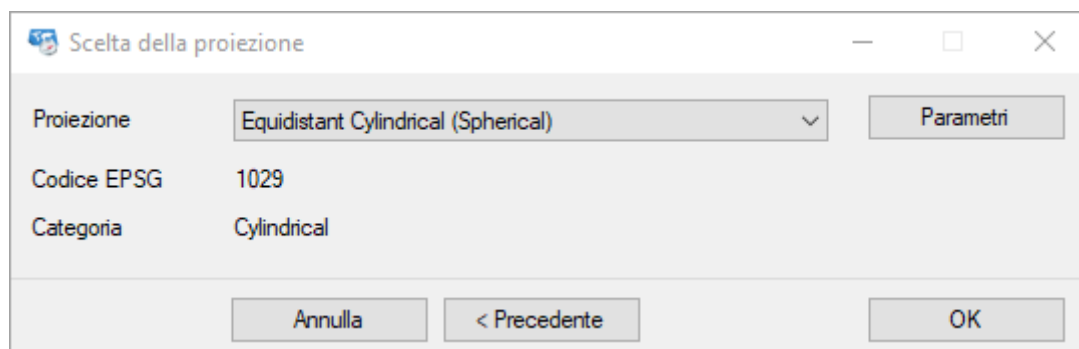 Scelta della proiezione
Proiezione Equidistant Cylindrical (Spherical) Parametri
Codice EPSG 1029
Categoria Cylindrical
Annulla < Precedente OK